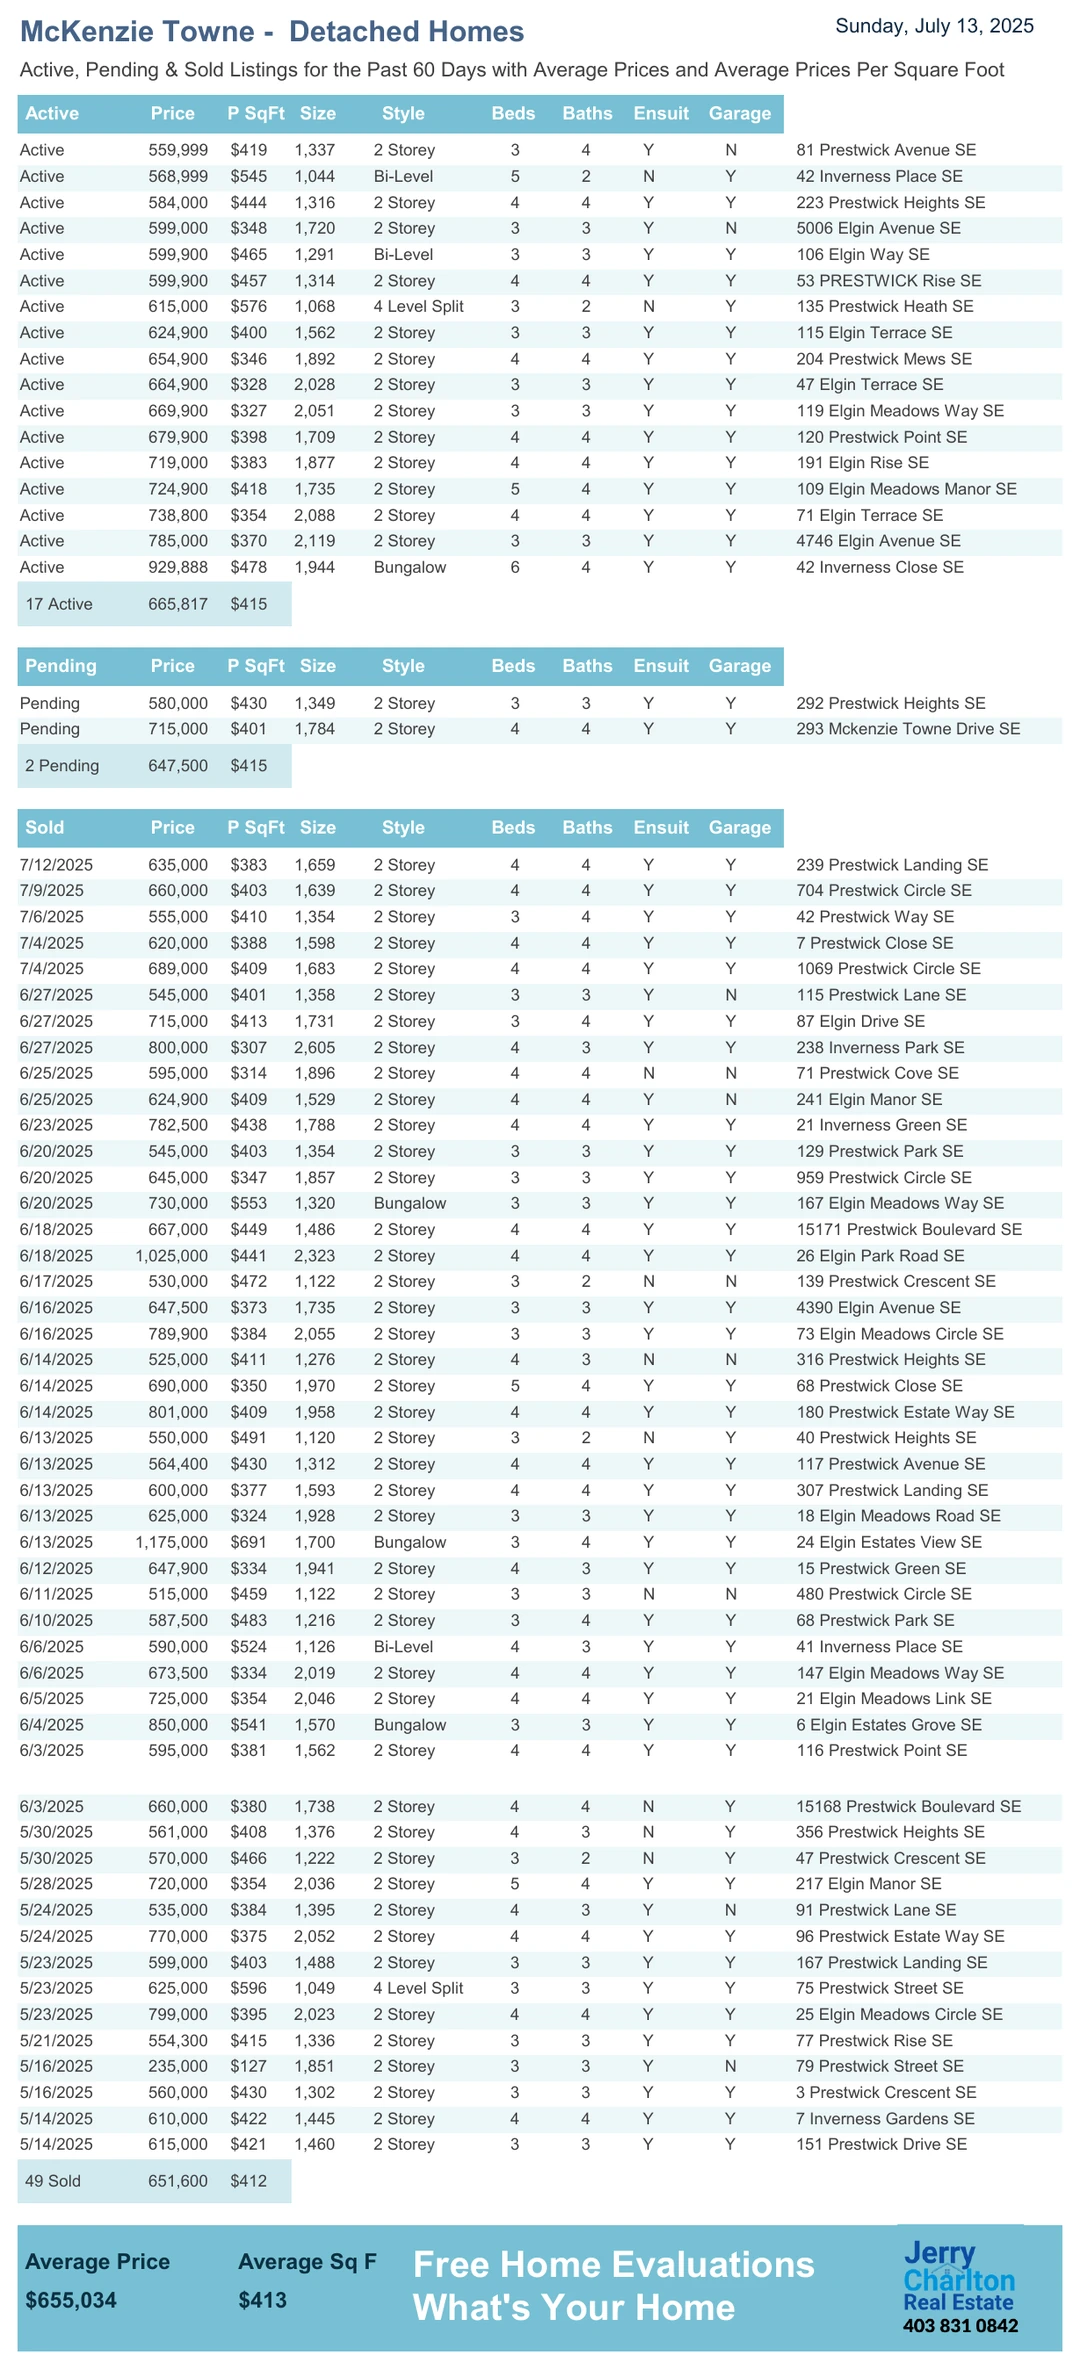 McKenzie Towne -  Detached Homes
Sunday, July 13, 2025
Active, Pending & Sold Listings for the Past 60 Days with Average Prices and Average Prices Per Square Foot
Active Price P SqFt Size Style Beds Baths Ensuit Garage
Active 559,999 $419 1,337 2 Storey 3 4 Y N 81 Prestwick Avenue SE
Active 568,999 $545 1,044 Bi-Level 5 2 N Y 42 Inverness Place SE
Active 584,000 $444 1,316 2 Storey 4 4 Y Y 223 Prestwick Heights SE
Active 599,000 $348 1,720 2 Storey 3 3 Y N 5006 Elgin Avenue SE
Active 599,900 $465 1,291 Bi-Level 3 3 Y Y 106 Elgin Way SE
Active 599,900 $457 1,314 2 Storey 4 4 Y Y 53 PRESTWICK Rise SE
Active 615,000 $576 1,068 4 Level Split 3 2 N Y 135 Prestwick Heath SE
Active 624,900 $400 1,562 2 Storey 3 3 Y Y 115 Elgin Terrace SE
Active 654,900 $346 1,892 2 Storey 4 4 Y Y 204 Prestwick Mews SE
Active 664,900 $328 2,028 2 Storey 3 3 Y Y 47 Elgin Terrace SE
Active 669,900 $327 2,051 2 Storey 3 3 Y Y 119 Elgin Meadows Way SE
Active 679,900 $398 1,709 2 Storey 4 4 Y Y 120 Prestwick Point SE
Active 719,000 $383 1,877 2 Storey 4 4 Y Y 191 Elgin Rise SE
Active 724,900 $418 1,735 2 Storey 5 4 Y Y 109 Elgin Meadows Manor SE
Active 738,800 $354 2,088 2 Storey 4 4 Y Y 71 Elgin Terrace SE
Active 785,000 $370 2,119 2 Storey 3 3 Y Y 4746 Elgin Avenue SE
Active 929,888 $478 1,944 Bungalow 6 4 Y Y 42 Inverness Close SE
17 Active 665,817 $415
Pending Price P SqFt Size Style Beds Baths Ensuit Garage
Pending 580,000 $430 1,349 2 Storey 3 3 Y Y 292 Prestwick Heights SE
Pending 715,000 $401 1,784 2 Storey 4 4 Y Y 293 Mckenzie Towne Drive SE
2 Pending 647,500 $415
Sold Price P SqFt Size Style Beds Baths Ensuit Garage
7/12/2025 635,000 $383 1,659 2 Storey 4 4 Y Y 239 Prestwick Landing SE
7/9/2025 660,000 $403 1,639 2 Storey 4 4 Y Y 704 Prestwick Circle SE
7/6/2025 555,000 $410 1,354 2 Storey 3 4 Y Y 42 Prestwick Way SE
7/4/2025 620,000 $388 1,598 2 Storey 4 4 Y Y 7 Prestwick Close SE
7/4/2025 689,000 $409 1,683 2 Storey 4 4 Y Y 1069 Prestwick Circle SE
6/27/2025 545,000 $401 1,358 2 Storey 3 3 Y N 115 Prestwick Lane SE
6/27/2025 715,000 $413 1,731 2 Storey 3 4 Y Y 87 Elgin Drive SE
6/27/2025 800,000 $307 2,605 2 Storey 4 3 Y Y 238 Inverness Park SE
6/25/2025 595,000 $314 1,896 2 Storey 4 4 N N 71 Prestwick Cove SE
6/25/2025 624,900 $409 1,529 2 Storey 4 4 Y N 241 Elgin Manor SE
6/23/2025 782,500 $438 1,788 2 Storey 4 4 Y Y 21 Inverness Green SE
6/20/2025 545,000 $403 1,354 2 Storey 3 3 Y Y 129 Prestwick Park SE
6/20/2025 645,000 $347 1,857 2 Storey 3 3 Y Y 959 Prestwick Circle SE
6/20/2025 730,000 $553 1,320 Bungalow 3 3 Y Y 167 Elgin Meadows Way SE
6/18/2025 667,000 $449 1,486 2 Storey 4 4 Y Y 15171 Prestwick Boulevard SE
6/18/2025 1,025,000 $441 2,323 2 Storey 4 4 Y Y 26 Elgin Park Road SE
6/17/2025 530,000 $472 1,122 2 Storey 3 2 N N 139 Prestwick Crescent SE
6/16/2025 647,500 $373 1,735 2 Storey 3 3 Y Y 4390 Elgin Avenue SE
6/16/2025 789,900 $384 2,055 2 Storey 3 3 Y Y 73 Elgin Meadows Circle SE
6/14/2025 525,000 $411 1,276 2 Storey 4 3 N N 316 Prestwick Heights SE
6/14/2025 690,000 $350 1,970 2 Storey 5 4 Y Y 68 Prestwick Close SE
6/14/2025 801,000 $409 1,958 2 Storey 4 4 Y Y 180 Prestwick Estate Way SE
6/13/2025 550,000 $491 1,120 2 Storey 3 2 N Y 40 Prestwick Heights SE
6/13/2025 564,400 $430 1,312 2 Storey 4 4 Y Y 117 Prestwick Avenue SE
6/13/2025 600,000 $377 1,593 2 Storey 4 4 Y Y 307 Prestwick Landing SE
6/13/2025 625,000 $324 1,928 2 Storey 3 3 Y Y 18 Elgin Meadows Road SE
6/13/2025 1,175,000 $691 1,700 Bungalow 3 4 Y Y 24 Elgin Estates View SE
6/12/2025 647,900 $334 1,941 2 Storey 4 3 Y Y 15 Prestwick Green SE
6/11/2025 515,000 $459 1,122 2 Storey 3 3 N N 480 Prestwick Circle SE
6/10/2025 587,500 $483 1,216 2 Storey 3 4 Y Y 68 Prestwick Park SE
6/6/2025 590,000 $524 1,126 Bi-Level 4 3 Y Y 41 Inverness Place SE
6/6/2025 673,500 $334 2,019 2 Storey 4 4 Y Y 147 Elgin Meadows Way SE
6/5/2025 725,000 $354 2,046 2 Storey 4 4 Y Y 21 Elgin Meadows Link SE
6/4/2025 850,000 $541 1,570 Bungalow 3 3 Y Y 6 Elgin Estates Grove SE
6/3/2025 595,000 $381 1,562 2 Storey 4 4 Y Y 116 Prestwick Point SE
6/3/2025 660,000 $380 1,738 2 Storey 4 4 N Y 15168 Prestwick Boulevard SE
5/30/2025 561,000 $408 1,376 2 Storey 4 3 N Y 356 Prestwick Heights SE
5/30/2025 570,000 $466 1,222 2 Storey 3 2 N Y 47 Prestwick Crescent SE
5/28/2025 720,000 $354 2,036 2 Storey 5 4 Y Y 217 Elgin Manor SE
5/24/2025 535,000 $384 1,395 2 Storey 4 3 Y N 91 Prestwick Lane SE
5/24/2025 770,000 $375 2,052 2 Storey 4 4 Y Y 96 Prestwick Estate Way SE
5/23/2025 599,000 $403 1,488 2 Storey 3 3 Y Y 167 Prestwick Landing SE
5/23/2025 625,000 $596 1,049 4 Level Split 3 3 Y Y 75 Prestwick Street SE
5/23/2025 799,000 $395 2,023 2 Storey 4 4 Y Y 25 Elgin Meadows Circle SE
5/21/2025 554,300 $415 1,336 2 Storey 3 3 Y Y 77 Prestwick Rise SE
5/16/2025 235,000 $127 1,851 2 Storey 3 3 Y N 79 Prestwick Street SE
5/16/2025 560,000 $430 1,302 2 Storey 3 3 Y Y 3 Prestwick Crescent SE
5/14/2025 610,000 $422 1,445 2 Storey 4 4 Y Y 7 Inverness Gardens SE
5/14/2025 615,000 $421 1,460 2 Storey 3 3 Y Y 151 Prestwick Drive SE
49 Sold 651,600 $412
Average Price Average Sq F
$655,034 $413
Free Home Evaluations
What's Your Home
Jerry
Charlton
Real Estate
403 831 0842